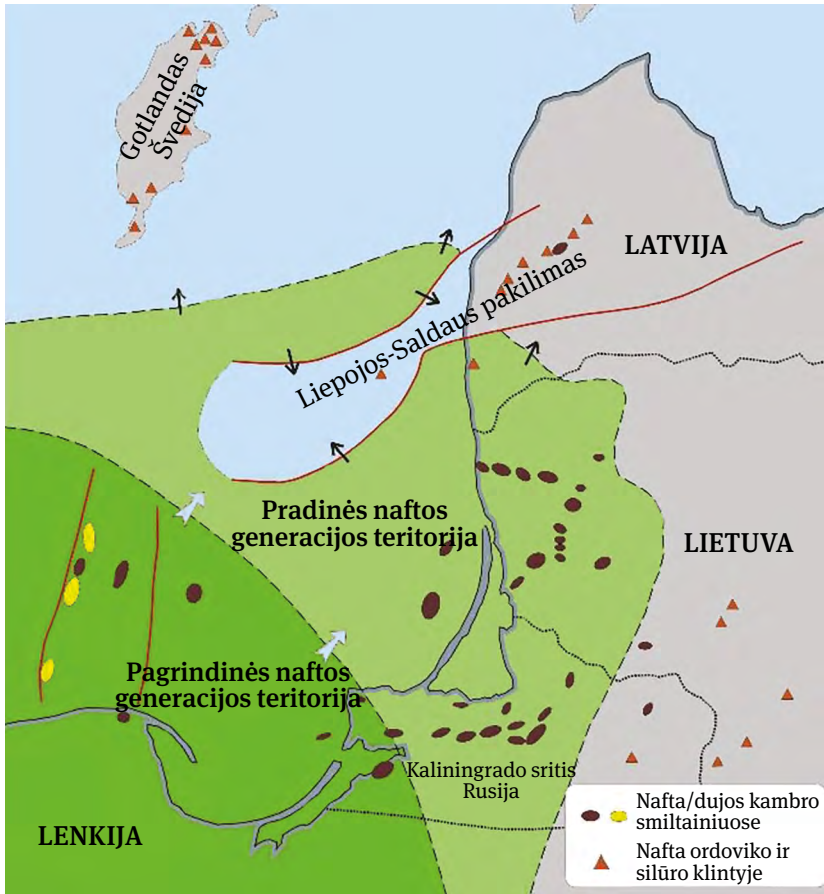 Gotlandas
Švedija
LATVIJA
Liepojos-Saldaus pakilimas
Pradinės naftos
generacijos teritorija
LIETUVA
Pagrindinės naftos
generacijos teritorija
Kaliningrado sritis
Rusija
LENKIJA
Nafta/dujos kambro
smiltainiuose
Nafta ordoviko ir
silūro klintyje